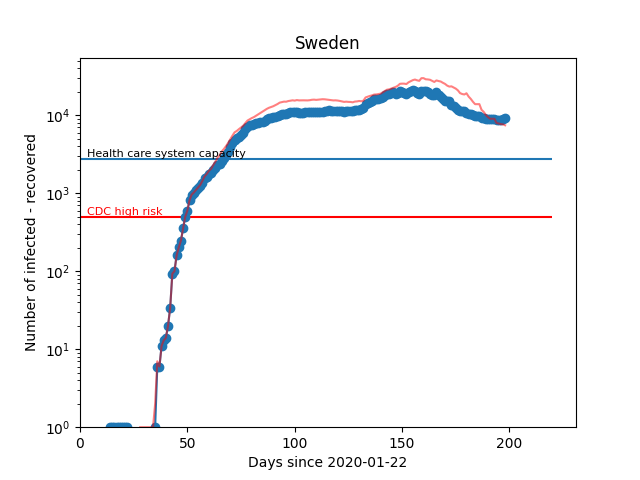 Sweden
Number of infected - recovered
10^4
10^3
10^2
10^1
10^0
Health care system capacity
CDC high risk
0 50 100 150 200
Days since 2020-01-22